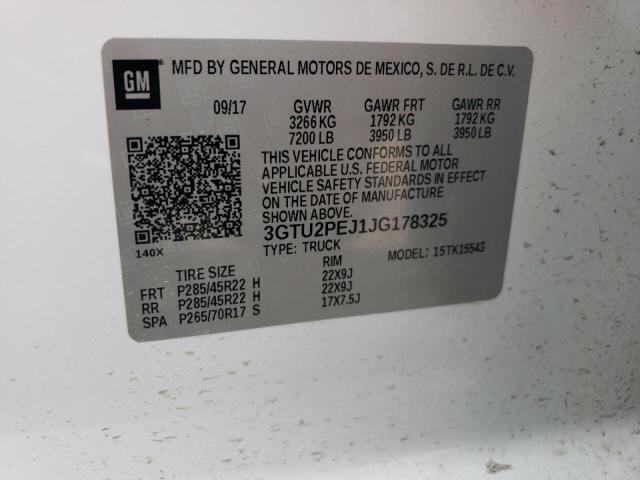 GM MFD BY GENERAL MOTORS DE MEXICO, S. DE R.L. DE C.V.
09/17 GVWR GAWR FRT GAWR RR
3266 KG 1792 KG 1792 KG
7200 LB 3950 LB 3950 LB
THIS VEHICLE CONFORMS TO ALL
APPLICABLE U.S. FEDERAL MOTOR
VEHICLE SAFETY STANDARDS IN EFFECT
ON THE DATE OF MANUFACTURE
SHOWN ABOVE.
3GTU2PEJ1JG178325
140X TYPE: TRUCK 15TK15543
TIRE SIZE RIM
FRT P285/45R22 H 22X9J
RR P285/45R22 H 22X9J
SPA P265/70R17 S 17X7.5J